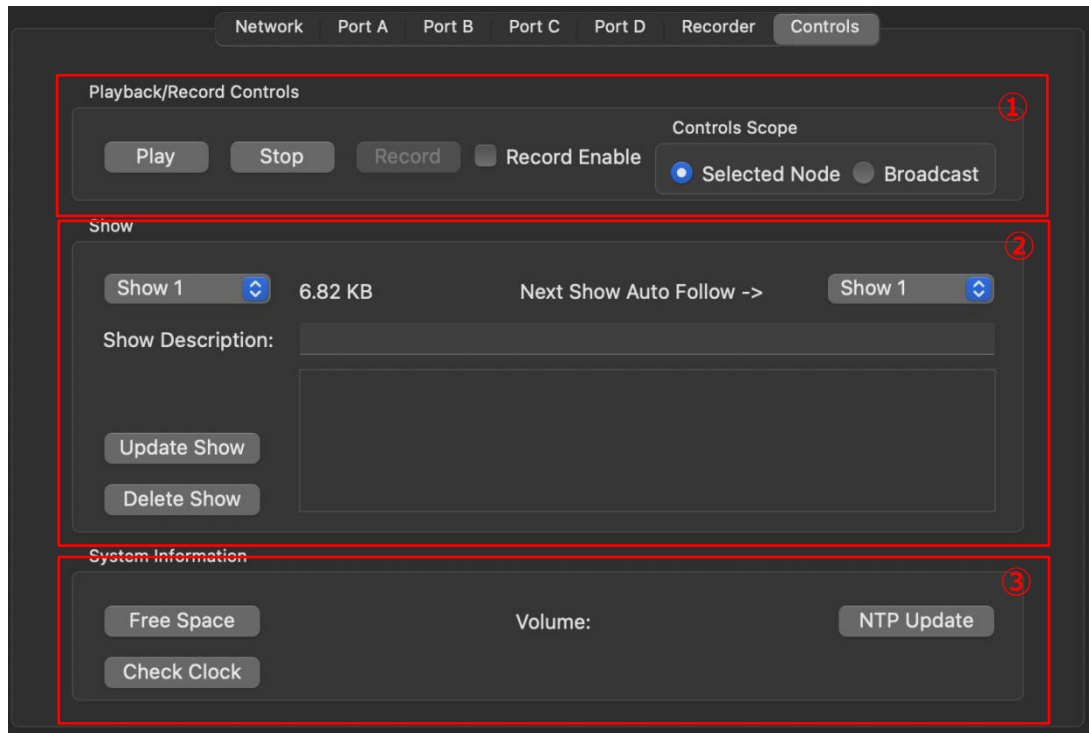 Network Port A Port B Port C Port D Recorder Controls
Playback/Record Controls
①
Controls Scope
Play Stop Record Record Enable Selected Node Broadcast
Show
②
Show 1 6.82 KB Next Show Auto Follow -> Show 1
Show Description:
Update Show
Delete Show
System Information
③
Free Space Volume: NTP Update
Check Clock